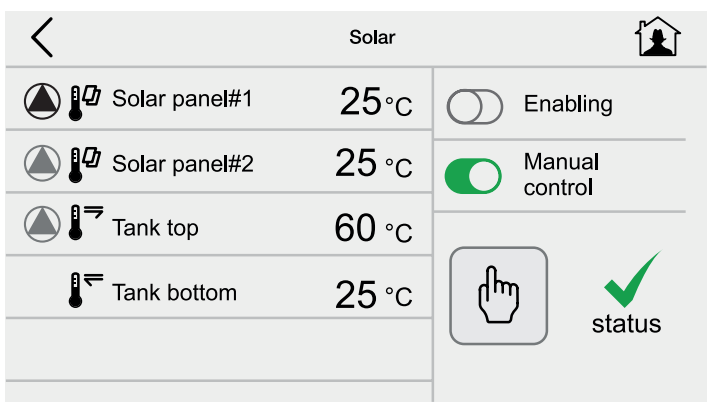 Solar
Solar panel#1 25°C
Enabling
Solar panel#2 25 °C
Manual
control
Tank top 60 °C
Tank bottom 25 °C
status